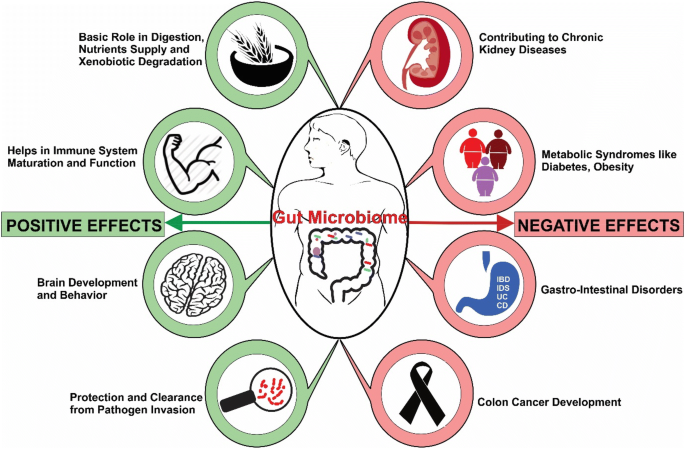 Basic Role in Digestion,
Nutrients Supply and
Xenobiotic Degradation
Contributing to Chronic
Kidney Diseases
Helps in Immune System
Maturation and Function
Metabolic Syndromes like
Diabetes, Obesity
POSITIVE EFFECTS
Gut Microbiome
NEGATIVE EFFECTS
Brain Development
and Behavior
IBD
IDS
UC
CD
Gastro-Intestinal Disorders
Protection and Clearance
from Pathogen Invasion
Colon Cancer Development